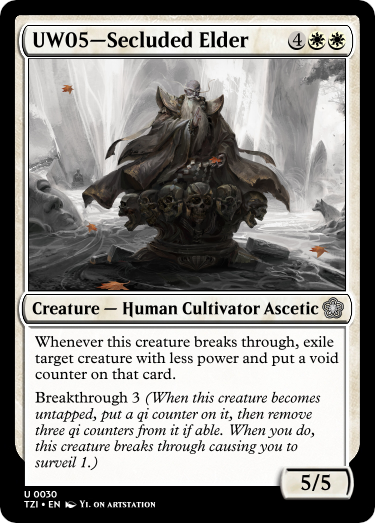 UW05—Secluded Elder 4
Creature — Human Cultivator Ascetic
Whenever this creature breaks through, exile
target creature with less power and put a void
counter on that card.
Breakthrough 3 (When this creature becomes
untapped, put a qi counter on it, then remove
three qi counters from it if able. When you do,
this creature breaks through causing you to
surveil 1.)
5/5
U 0030
TZI • EN YI. ON ARTSTATION